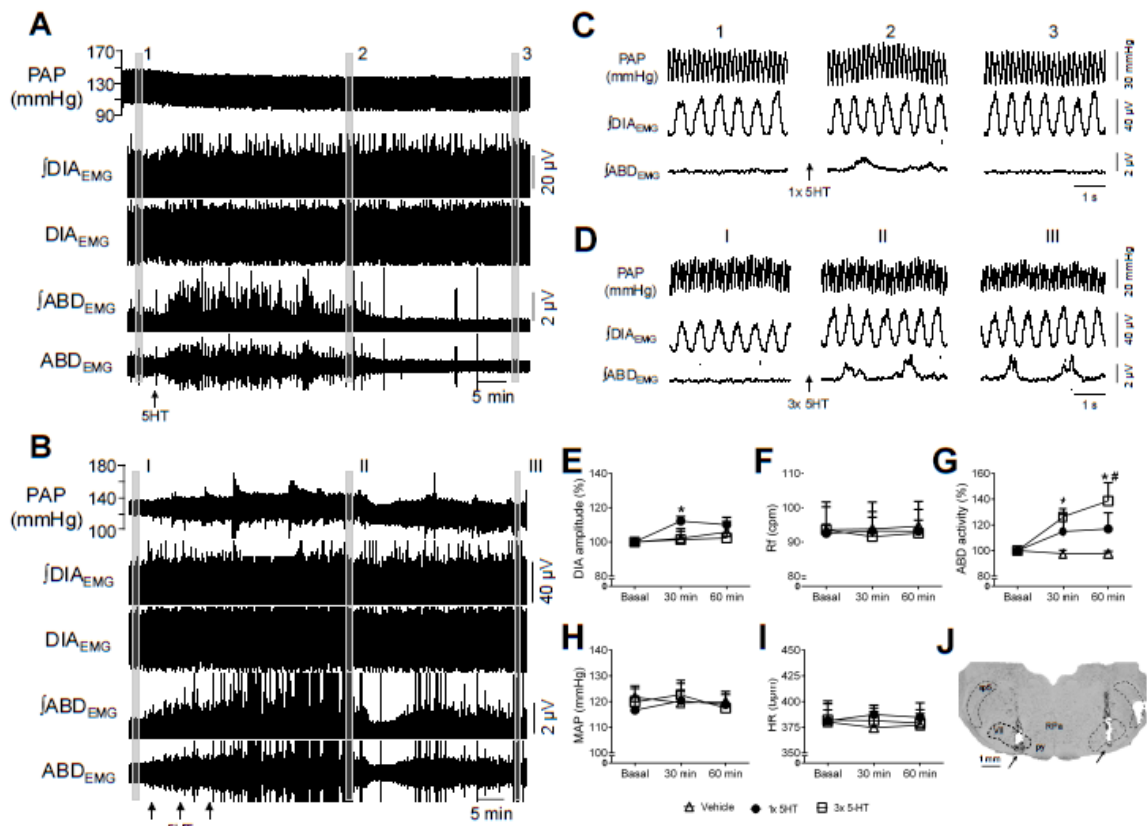 A
1
2
3
170
PAP
130
(mmHg)
90
∫DIAEMG
20 µV
DIAEMG
∫ABDEMG
2 µV
ABDEMG
5 min
5HT
B
I
II
III
180
PAP
140
(mmHg)
100
∫DIAEMG
40 µV
DIAEMG
∫ABDEMG
2 µV
ABDEMG
5 min
C
1
2
3
PAP
(mmHg)
30 mmHg
∫DIAEMG
40 µV
∫ABDEMG
2 µV
1x 5HT
1 s
D
I
II
III
PAP
(mmHg)
20 mmHg
∫DIAEMG
40 µV
∫ABDEMG
2 µV
3x 5HT
1 s
E
DIA amplitude (%)
140
120
100
80
0
*
Basal 30 min 60 min
F
Rf (cpm)
110
100
90
80
0
Basal 30 min 60 min
G
ABD activity (%)
160
140
120
100
80
0
*
*#
Basal 30 min 60 min
H
MAP (mmHg)
140
130
120
110
100
0
Basal 30 min 60 min
I
HR (bpm)
450
425
400
375
350
0
Basal 30 min 60 min
J
sp5
VII
RPa
py
1 mm
Vehicle 1x 5HT 3x 5-HT